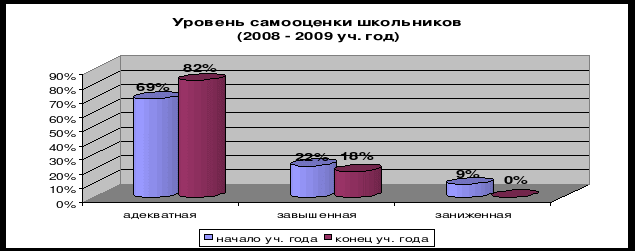 Уровень самооценки школьников
(2008 - 2009 уч. год)
90%
80%
70%
60%
50%
40%
30%
20%
10%
0%
69%
82%
22%
18%
9%
0%
адекватная
завышенная
заниженная
начало уч. года
конец уч. года